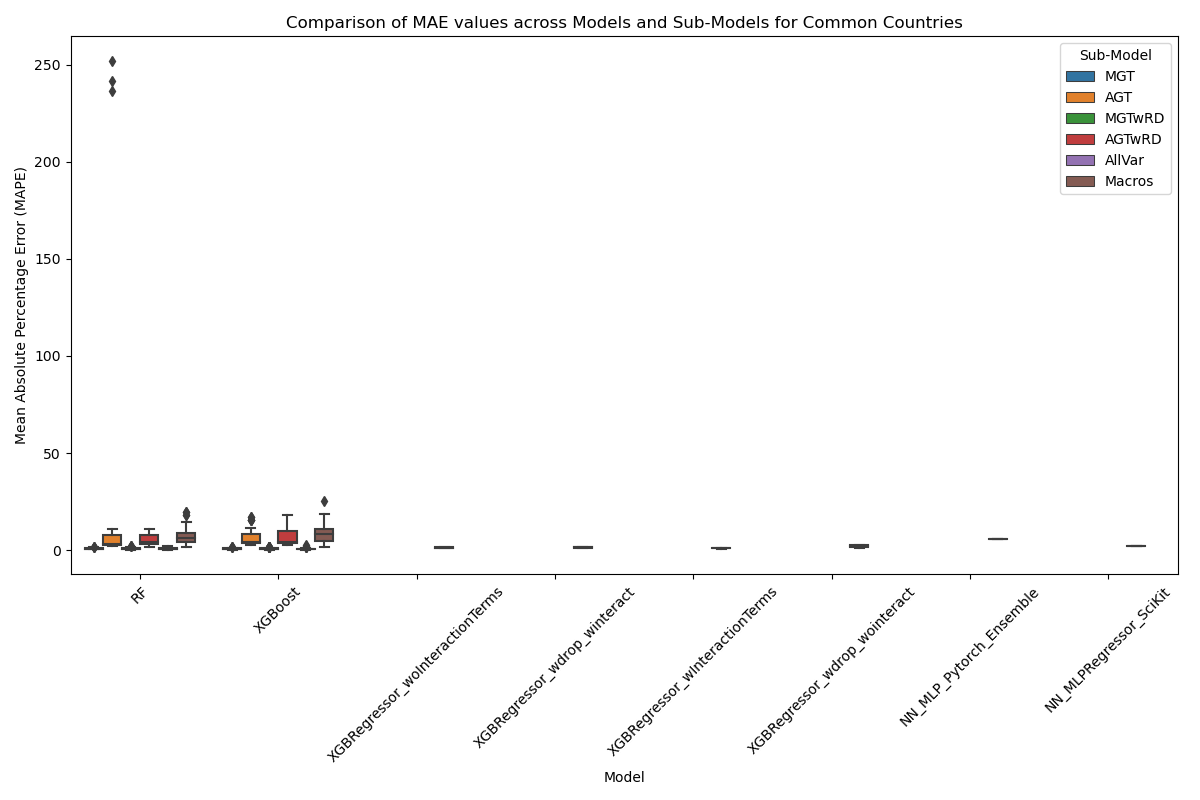 Comparison of MAE values across Models and Sub-Models for Common Countries
Mean Absolute Percentage Error (MAPE)
250
200
150
100
50
0
Sub-Model
MGT
AGT
MGTwRD
AGTwRD
AllVar
Macros
RF
XGBoost
XGBRegressor_woInteractionTerms
XGBRegressor_wdrop_winteract
XGBRegressor_wInteractionTerms
XGBRegressor_wdrop_wointeract
NN_MLP_Pytorch_Ensemble
NN_MLPRegressor_SciKit
Model